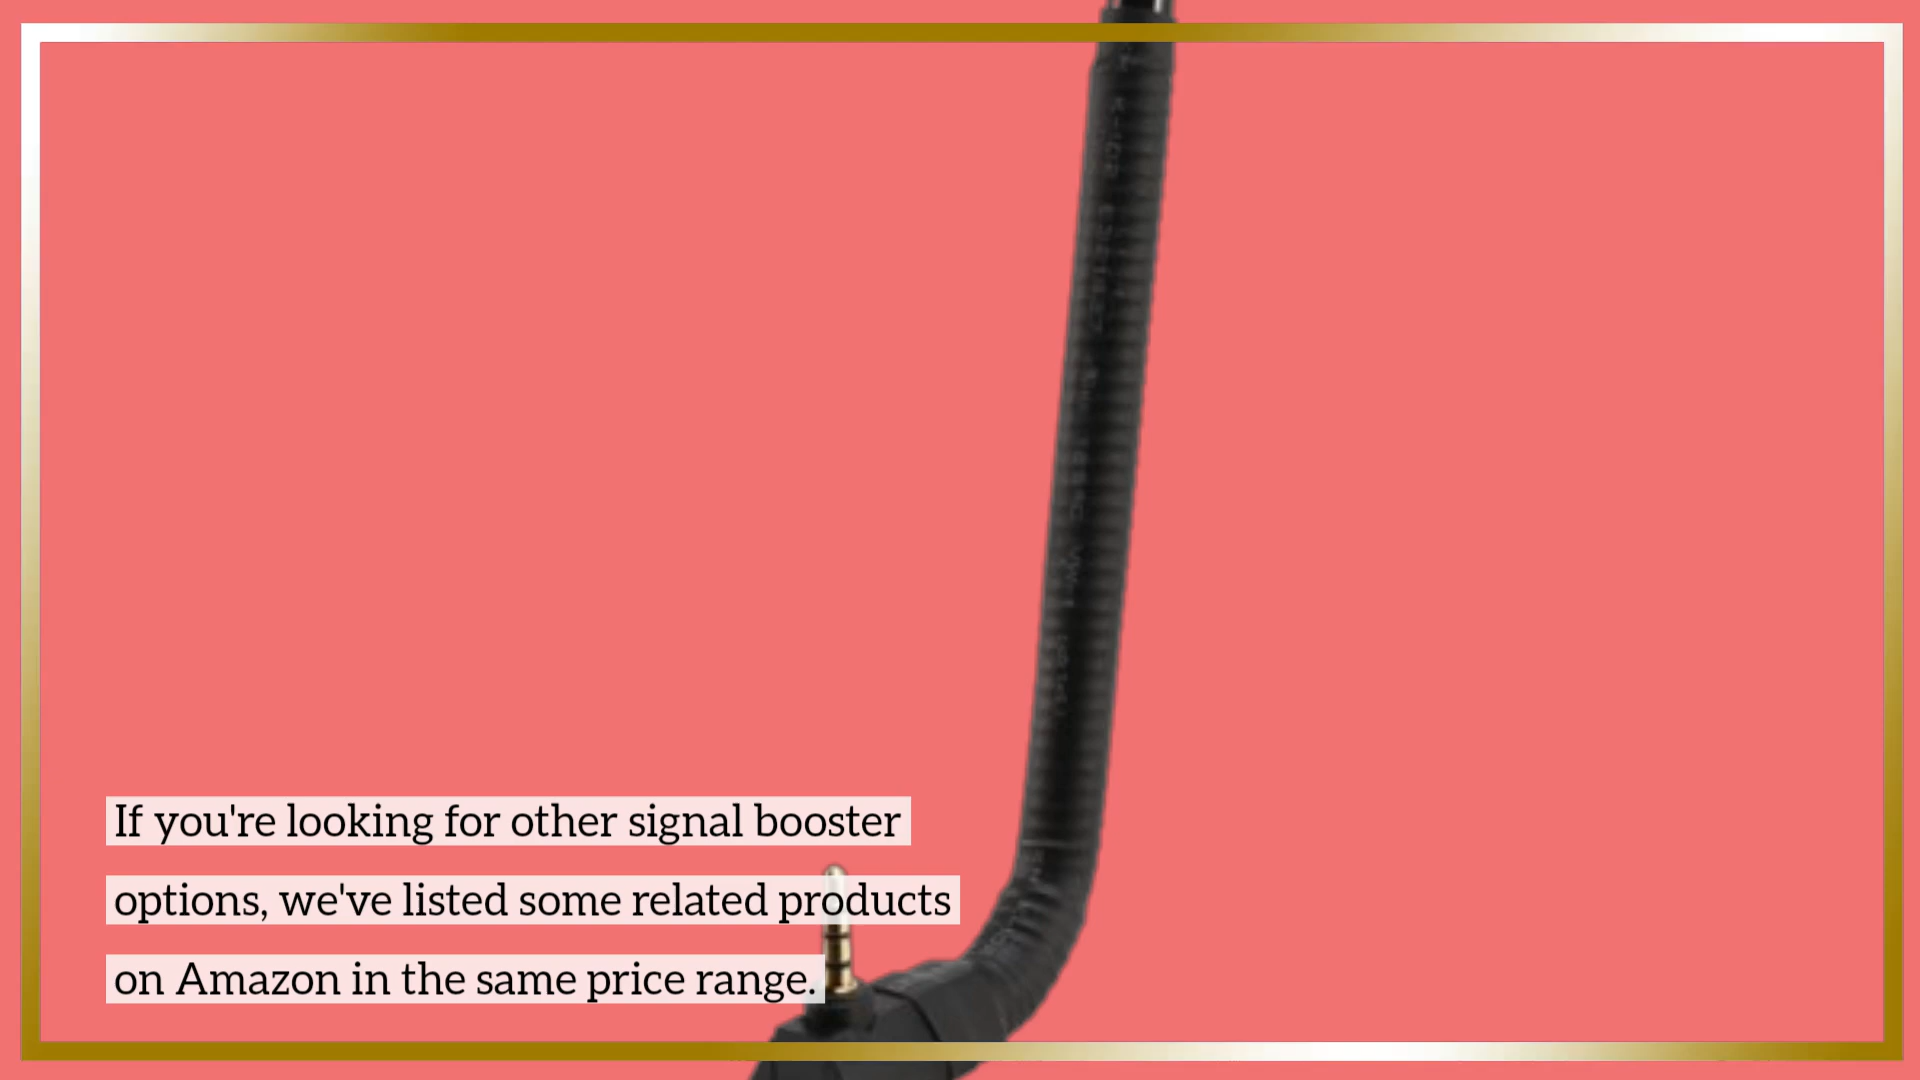 If you're looking for other signal booster
options, we've listed some related products
on Amazon in the same price range.